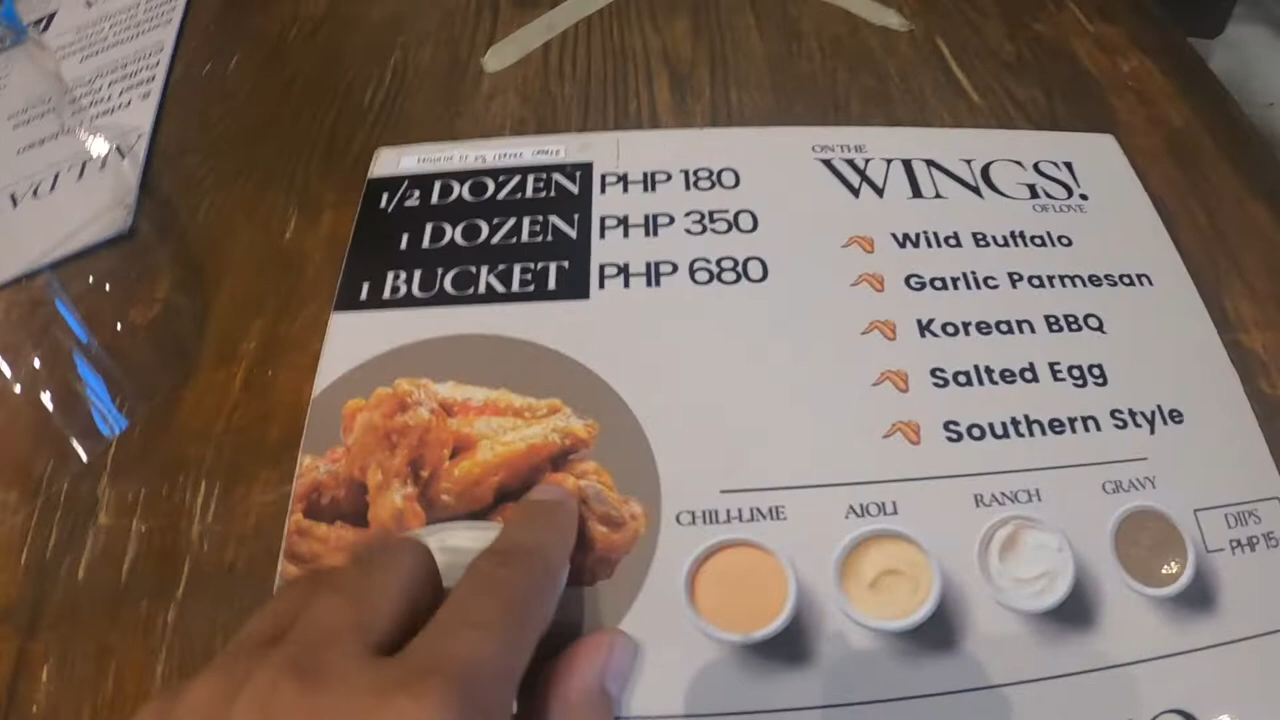 1/2 DOZEN PHP 180
1 DOZEN PHP 350
1 BUCKET PHP 680
ON THE
WINGS!
OF LOVE
Wild Buffalo
Garlic Parmesan
Korean BBQ
Salted Egg
Southern Style
CHILI-LIME
AIOLI
RANCH
GRAVY
DIPS
PHP 15